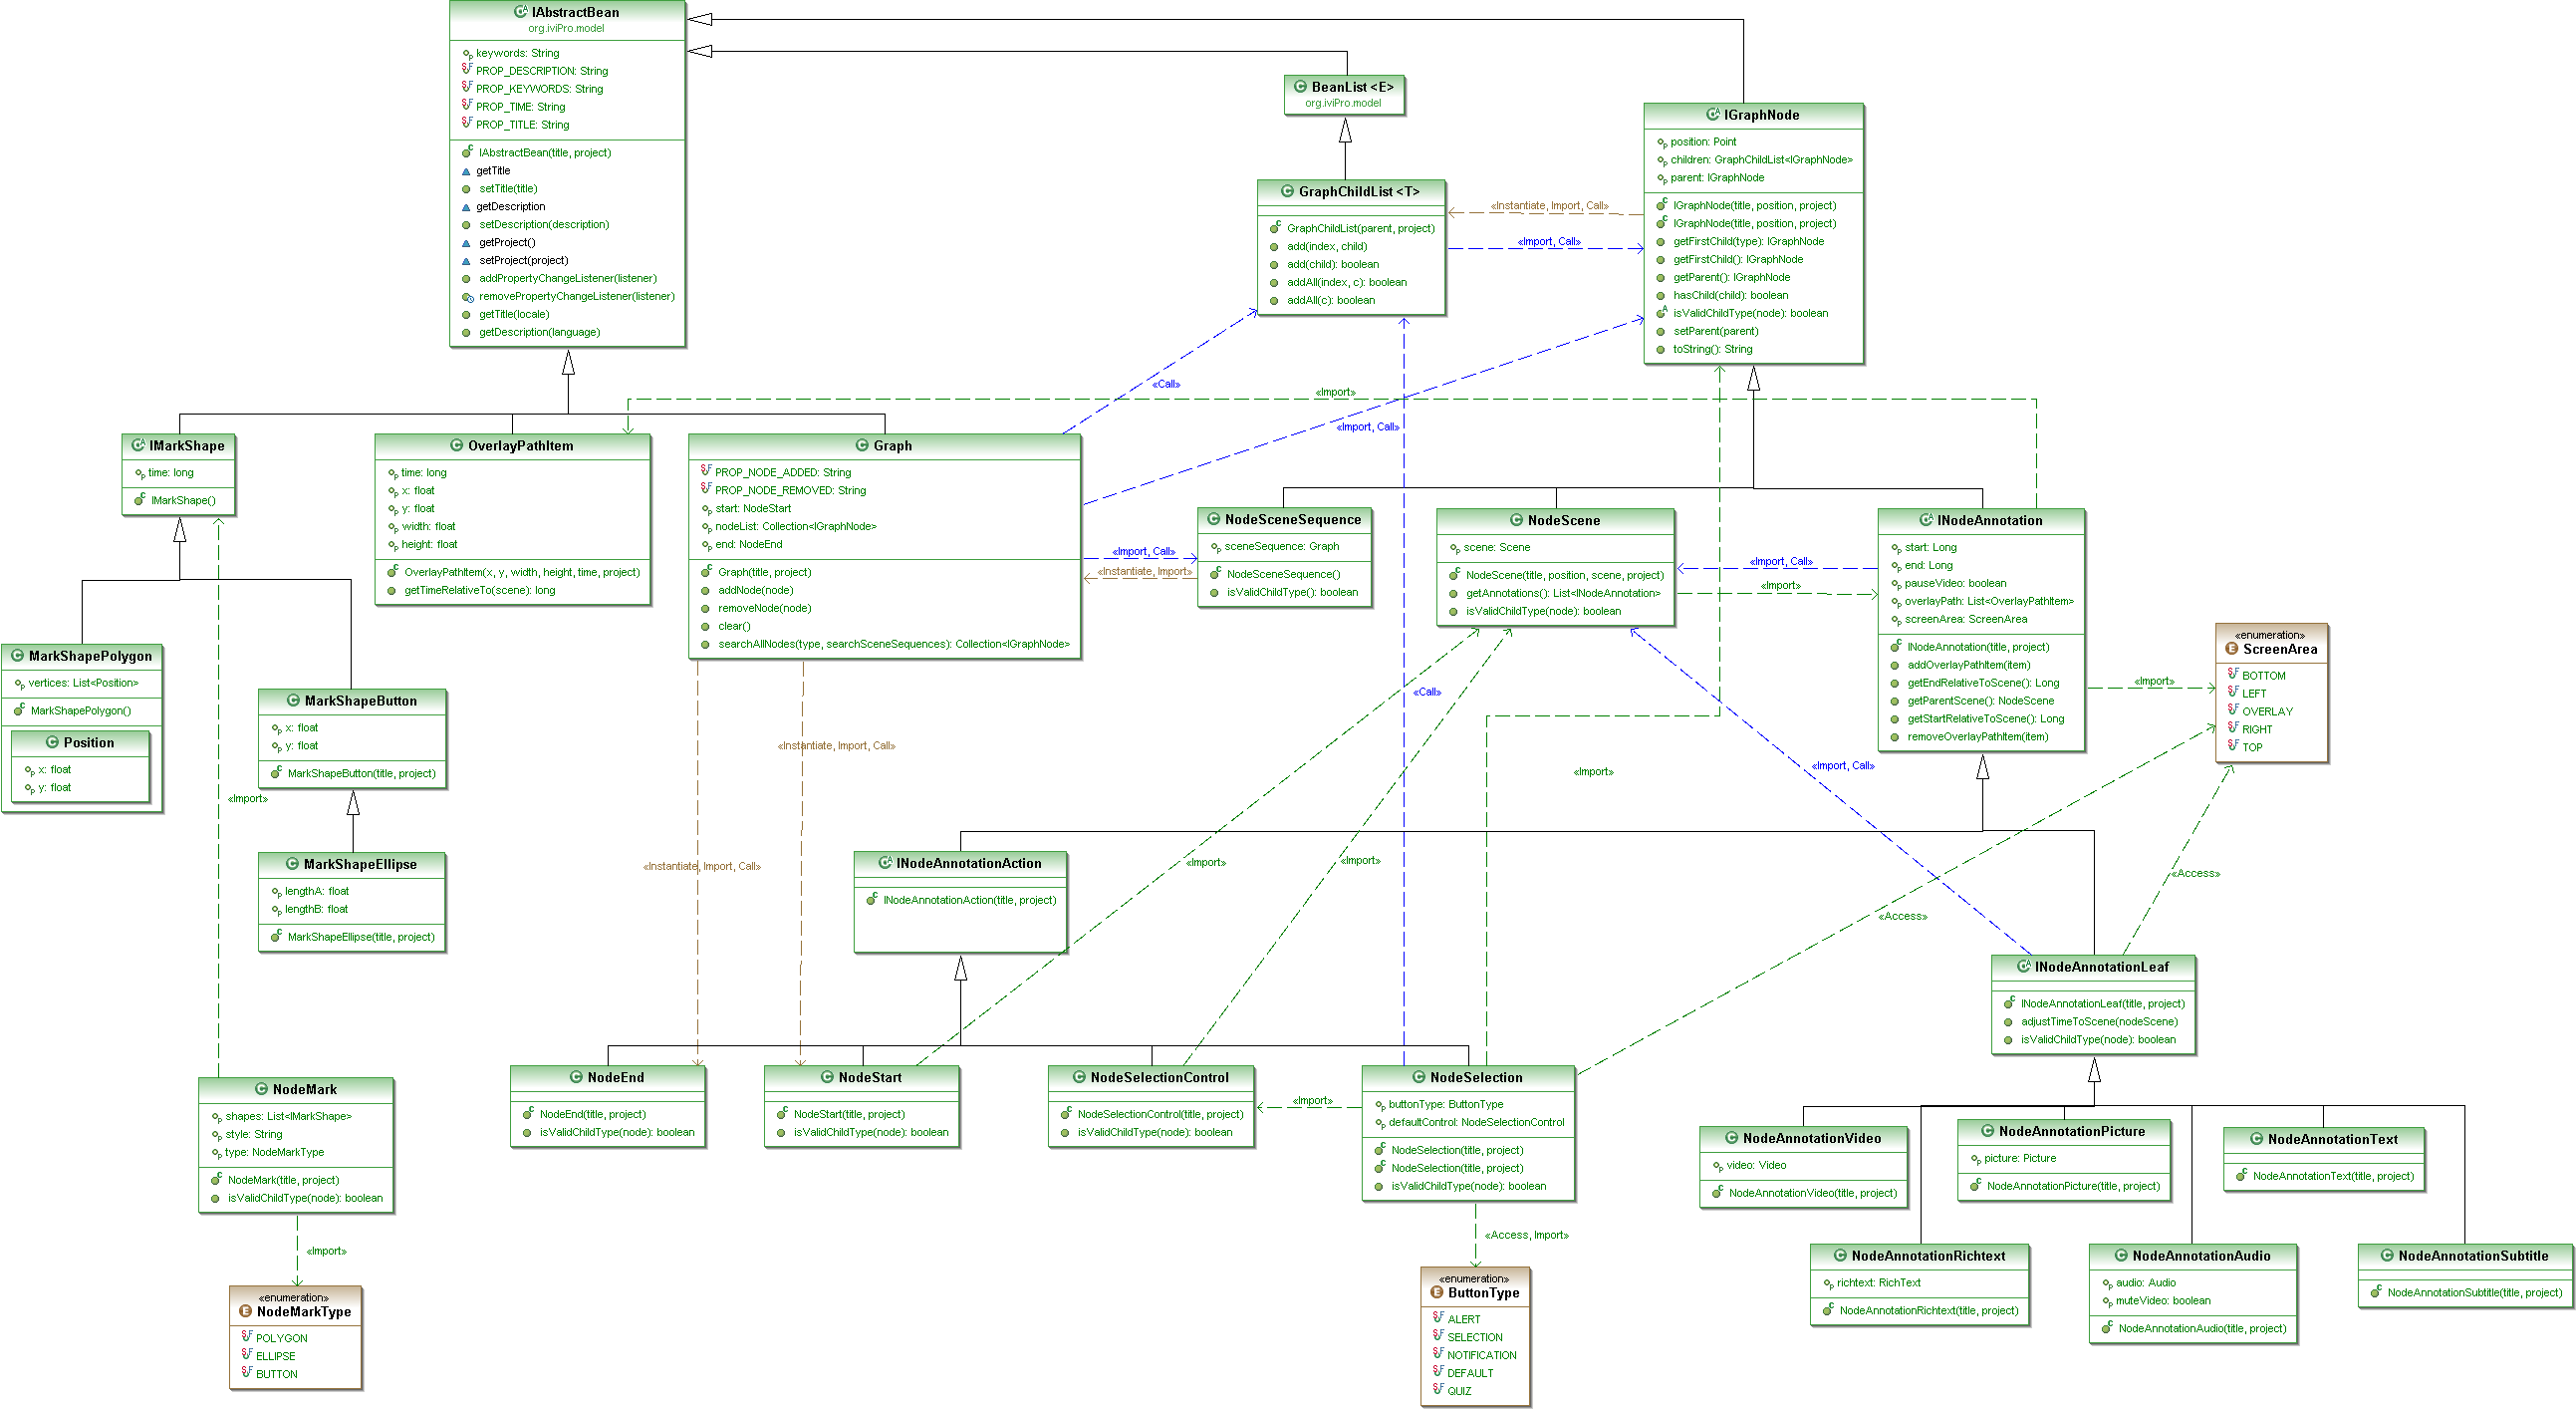 IAbstractBean
org.iviPro.model
keywords: String
PROP_DESCRIPTION: String
PROP_KEYWORDS: String
PROP_TIME: String
PROP_TITLE: String
IAbstractBean(title, project)
getTitle
setTitle(title)
getDescription
setDescription(description)
getProject()
setProject(project)
addPropertyChangeListener(listener)
removePropertyChangeListener(listener)
getTitle(locale)
getDescription(language)
BeanList <E>
org.iviPro.model
GraphChildList <T>
GraphChildList(parent, project)
add(index, child)
add(child): boolean
addAll(index, c): boolean
addAll(c): boolean
«Instantiate, Import, Call»
«Import, Call»
IGraphNode
position: Point
children: GraphChildList<IGraphNode>
parent: IGraphNode
IGraphNode(title, position, project)
IGraphNode(title, position, project)
getFirstChild(type): IGraphNode
getFirstChild(): IGraphNode
getParent(): IGraphNode
hasChild(child): boolean
isValidChildType(node): boolean
setParent(parent)
toString(): String
«Call»
«Import»
«Import, Call»
IMarkShape
time: long
IMarkShape()
OverlayPathItem
time: long
x: float
y: float
width: float
height: float
OverlayPathItem(x, y, width, height, time, project)
getTimeRelativeTo(scene): long
Graph
PROP_NODE_ADDED: String
PROP_NODE_REMOVED: String
start: NodeStart
nodeList: Collection<IGraphNode>
end: NodeEnd
Graph(title, project)
addNode(node)
removeNode(node)
clear()
searchAllNodes(type, searchSceneSequences): Collection<IGraphNode>
«Import, Call»
«Instantiate, Import»
NodeSceneSequence
sceneSequence: Graph
NodeSceneSequence()
isValidChildType(): boolean
NodeScene
scene: Scene
NodeScene(title, position, scene, project)
getAnnotations(): List<INodeAnnotation>
isValidChildType(node): boolean
«Import, Call»
«Import»
INodeAnnotation
start: Long
end: Long
pauseVideo: boolean
overlayPath: List<OverlayPathItem>
screenArea: ScreenArea
INodeAnnotation(title, project)
addOverlayPathItem(item)
getEndRelativeToScene(): Long
getParentScene(): NodeScene
getStartRelativeToScene(): Long
removeOverlayPathItem(item)
«Import»
«enumeration»
ScreenArea
BOTTOM
LEFT
OVERLAY
RIGHT
TOP
MarkShapePolygon
vertices: List<Position>
MarkShapePolygon()
Position
x: float
y: float
MarkShapeButton
x: float
y: float
MarkShapeButton(title, project)
«Import»
MarkShapeEllipse
lengthA: float
lengthB: float
MarkShapeEllipse(title, project)
«Call»
«Instantiate, Import, Call»
«Import»
«Import, Call»
«Instantiate, Import, Call»
«Import»
«Import»
«Access»
«Access»
INodeAnnotationAction
INodeAnnotationAction(title, project)
INodeAnnotationLeaf
INodeAnnotationLeaf(title, project)
adjustTimeToScene(nodeScene)
isValidChildType(node): boolean
NodeMark
shapes: List<IMarkShape>
style: String
type: NodeMarkType
NodeMark(title, project)
isValidChildType(node): boolean
«Import»
«enumeration»
NodeMarkType
POLYGON
ELLIPSE
BUTTON
NodeEnd
NodeEnd(title, project)
isValidChildType(node): boolean
NodeStart
NodeStart(title, project)
isValidChildType(node): boolean
NodeSelectionControl
NodeSelectionControl(title, project)
isValidChildType(node): boolean
«Import»
NodeSelection
buttonType: ButtonType
defaultControl: NodeSelectionControl
NodeSelection(title, project)
NodeSelection(title, project)
isValidChildType(node): boolean
«Access, Import»
«enumeration»
ButtonType
ALERT
SELECTION
NOTIFICATION
DEFAULT
QUIZ
NodeAnnotationVideo
video: Video
NodeAnnotationVideo(title, project)
NodeAnnotationPicture
picture: Picture
NodeAnnotationPicture(title, project)
NodeAnnotationText
NodeAnnotationText(title, project)
NodeAnnotationRichtext
richtext: RichText
NodeAnnotationRichtext(title, project)
NodeAnnotationAudio
audio: Audio
muteVideo: boolean
NodeAnnotationAudio(title, project)
NodeAnnotationSubtitle
NodeAnnotationSubtitle(title, project)